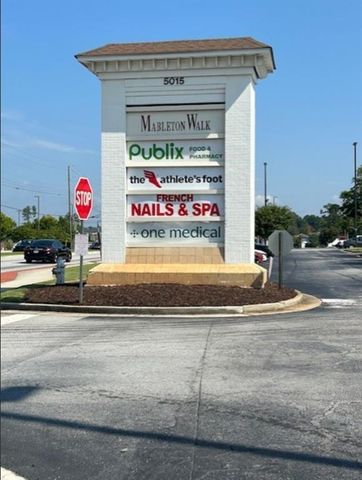 5015
MABLETON WALK
Publix FOOD & PHARMACY
the athlete's foot
FRENCH
NAILS & SPA
one medical
STOP